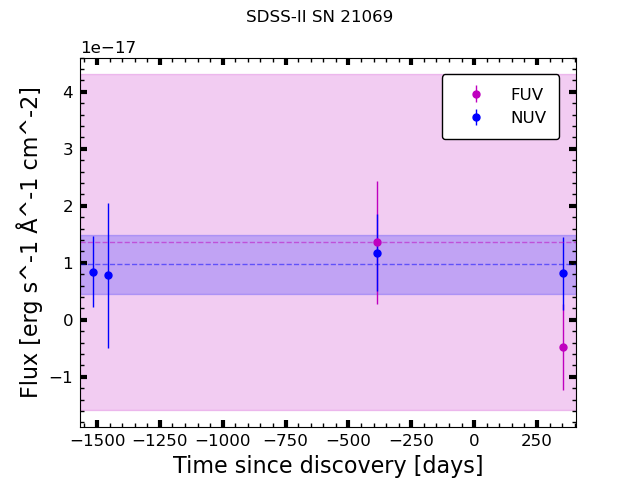 SDSS-II SN 21069
1e−17
FUV
NUV
4
3
2
1
0
−1
Flux [erg s^-1 Å^-1 cm^-2]
−1500 −1250 −1000 −750 −500 −250 0 250
Time since discovery [days]